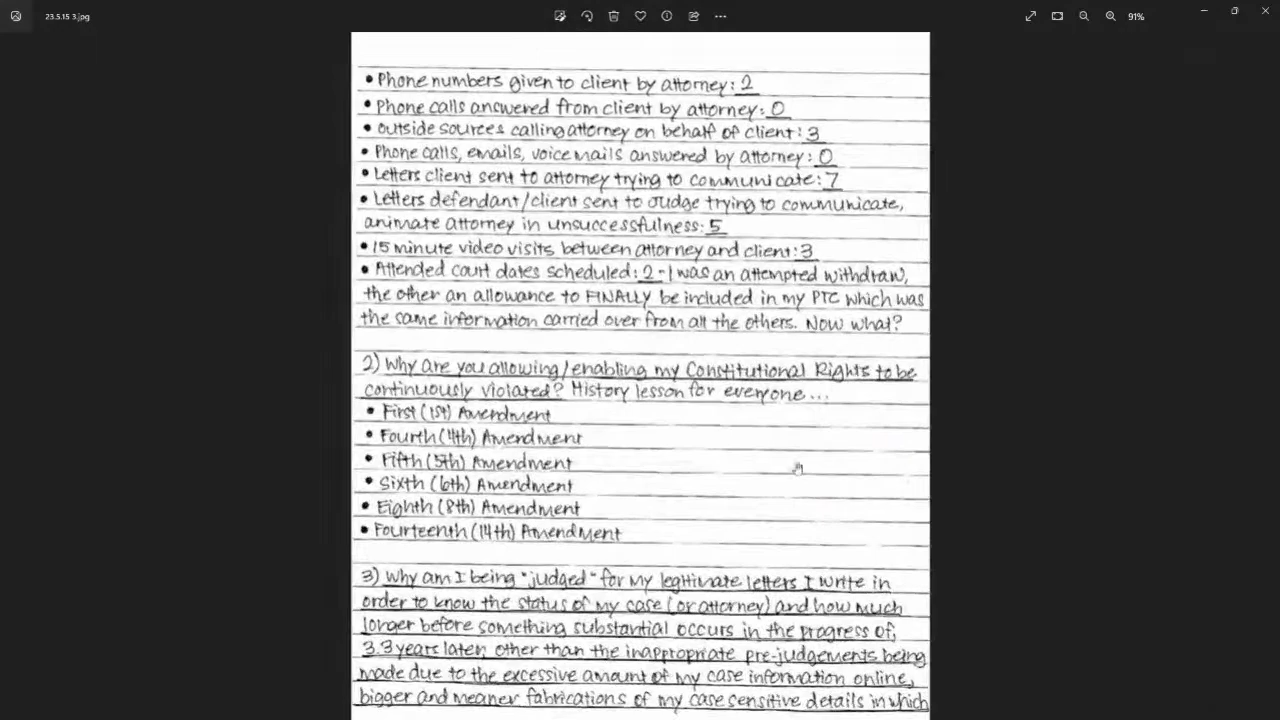 23.5.15 3.jpg
91%
• Phone numbers given to client by attorney: 2
• Phone calls answered from client by attorney: 0
• outside sources calling attorney on behalf of client: 3
• Phone calls, emails, voicemails answered by attorney: 0
• Letters client sent to attorney trying to communicate: 7
• Letters defendant/client sent to Judge trying to communicate,
animate attorney in unsuccessfulness: 5
• 15 minute video visits between attorney and client: 3
• Attended court dates scheduled: 2 - 1 was an attempted withdraw,
the other an allowance to FINALLY be included in my PTC which was
the same information carried over from all the others. Now what?
2) Why are you allowing/enabling my Constitutional Rights to be
continuously violated? History lesson for everyone...
• First (1st) Amendment
• Fourth (4th) Amendment
• Fifth (5th) Amendment
• Sixth (6th) Amendment
• Eighth (8th) Amendment
• Fourteenth (14th) Amendment
3) Why am I being "judged" for my legitimate letters I write in
order to know the status of my case (or attorney) and how much
longer before something substantial occurs in the progress of,
3.3 years later, other than the inappropriate pre-judgements being
made due to the excessive amount of my case information online,
bigger and meaner fabrications of my case sensitive details in which